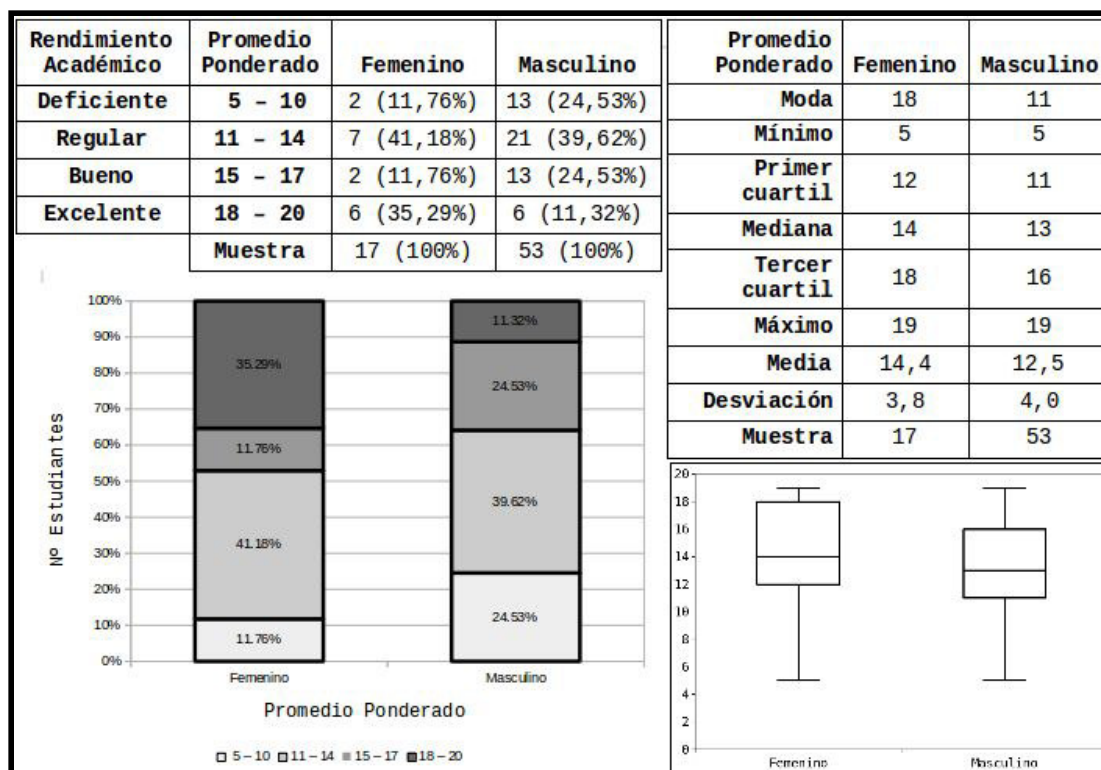 Rendimiento Académico Promedio Ponderado Femenino Masculino
Deficiente 5 – 10 2 (11,76%) 13 (24,53%)
Regular 11 – 14 7 (41,18%) 21 (39,62%)
Bueno 15 – 17 2 (11,76%) 13 (24,53%)
Excelente 18 – 20 6 (35,29%) 6 (11,32%)
Muestra 17 (100%) 53 (100%)
Promedio Ponderado Femenino Masculino
Moda 18 11
Mínimo 5 5
Primer cuartil 12 11
Mediana 14 13
Tercer cuartil 18 16
Máximo 19 19
Media 14,4 12,5
Desviación 3,8 4,0
Muestra 17 53
Nº Estudiantes
100%
90%
80%
70%
60%
50%
40%
30%
20%
10%
0%
35.29%
11.76%
41.18%
11.76%
11.32%
24.53%
39.62%
24.53%
Femenino Masculino
Promedio Ponderado
5 – 10 11 – 14 15 – 17 18 – 20
20
18
16
14
12
10
8
6
4
2
0
Femenino Masculino